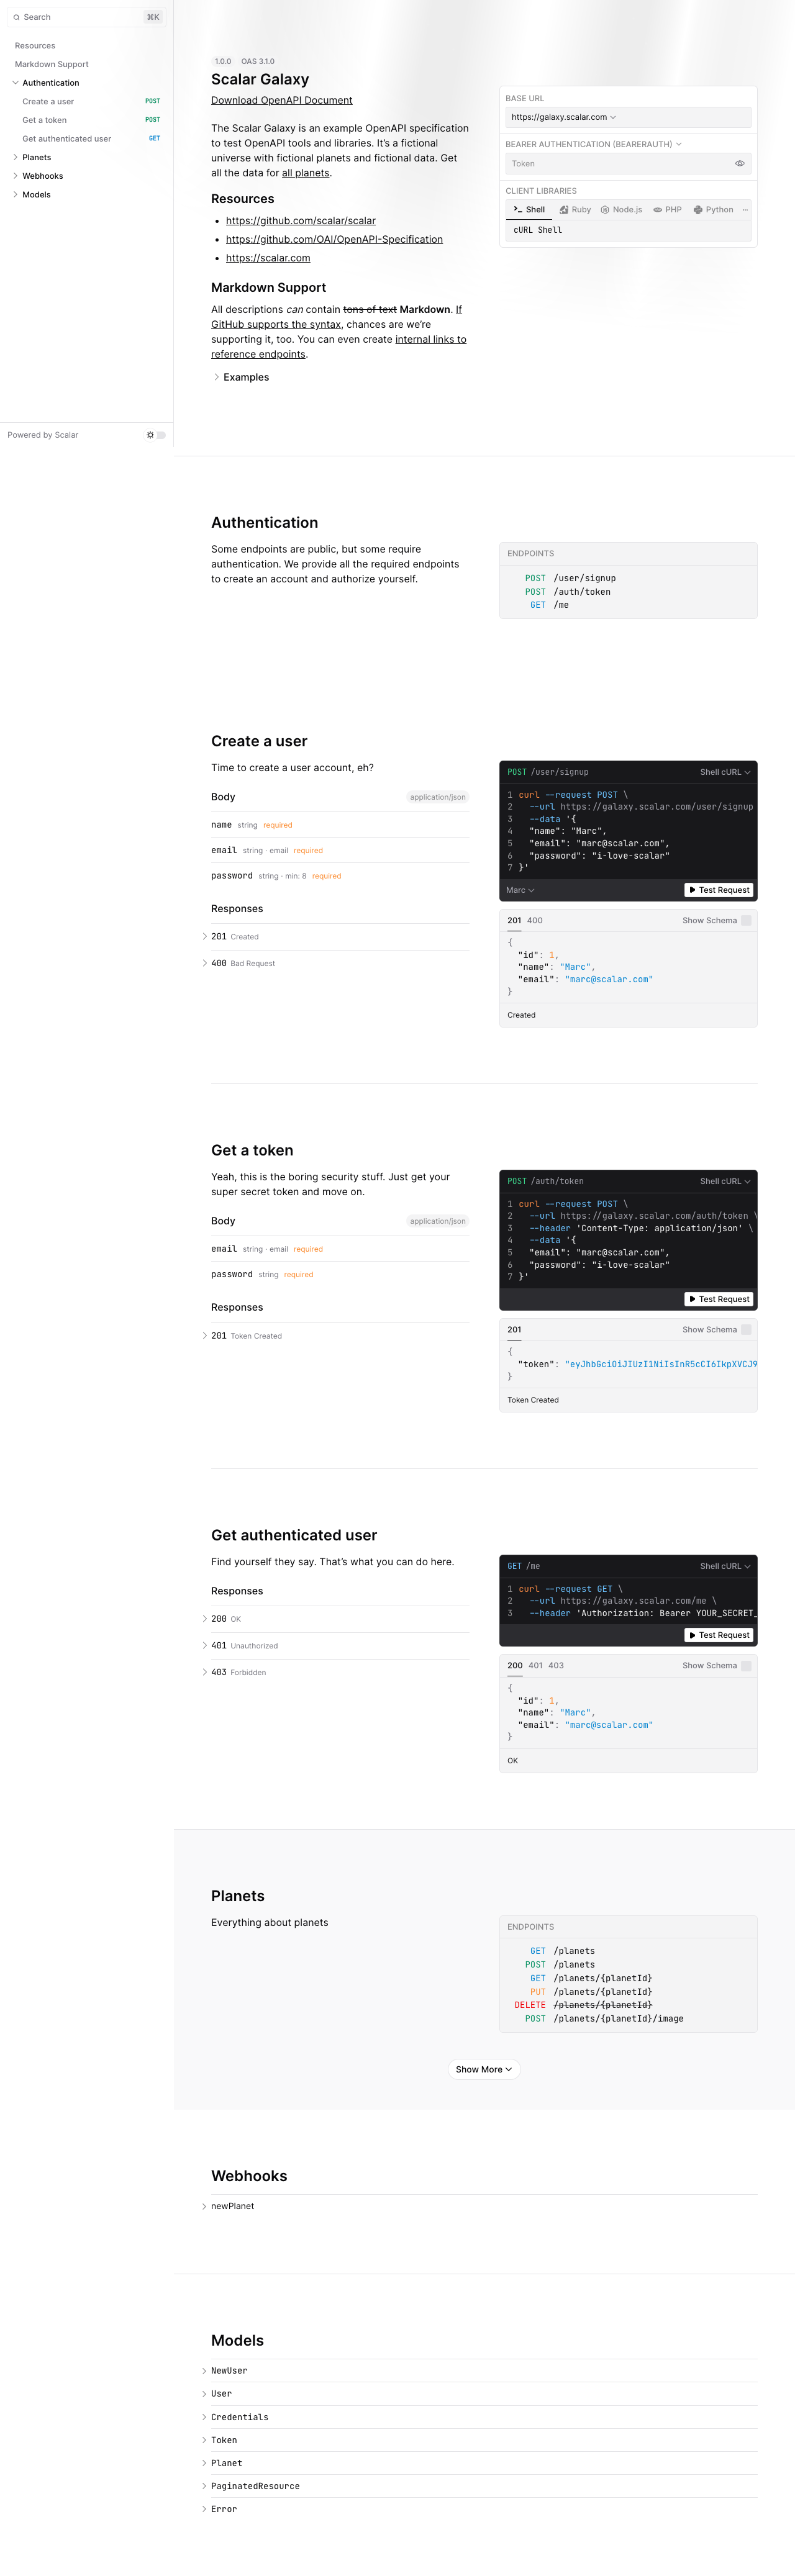 Search ⌘K
Resources
Markdown Support
Authentication
Create a user POST
Get a token POST
Get authenticated user GET
Planets
Webhooks
Models
Powered by Scalar
1.0.0 OAS 3.1.0
Scalar Galaxy
Download OpenAPI Document
The Scalar Galaxy is an example OpenAPI specification
to test OpenAPI tools and libraries. It's a fictional
universe with fictional planets and fictional data. Get
all the data for all planets.
Resources
• https://github.com/scalar/scalar
• https://github.com/OAI/OpenAPI-Specification
• https://scalar.com
Markdown Support
All descriptions can contain tons of text Markdown. If
GitHub supports the syntax, chances are we're
supporting it, too. You can even create internal links to
reference endpoints.
Examples
BASE URL
https://galaxy.scalar.com
BEARER AUTHENTICATION (BEARERAUTH)
Token
CLIENT LIBRARIES
Shell Ruby Node.js PHP Python ...
cURL Shell
Authentication
Some endpoints are public, but some require
authentication. We provide all the required endpoints
to create an account and authorize yourself.
ENDPOINTS
POST /user/signup
POST /auth/token
GET /me
Create a user
Time to create a user account, eh?
Body application/json
name string required
email string · email required
password string · min: 8 required
Responses
201 Created
400 Bad Request
POST /user/signup Shell cURL
1 curl --request POST \
2 --url https://galaxy.scalar.com/user/signup
3 --data '{
4 "name": "Marc",
5 "email": "marc@scalar.com",
6 "password": "i-love-scalar"
7 }'
Marc Test Request
201 400 Show Schema
{
"id": 1,
"name": "Marc",
"email": "marc@scalar.com"
}
Created
Get a token
Yeah, this is the boring security stuff. Just get your
super secret token and move on.
Body application/json
email string · email required
password string required
Responses
201 Token Created
POST /auth/token Shell cURL
1 curl --request POST \
2 --url https://galaxy.scalar.com/auth/token \
3 --header 'Content-Type: application/json' \
4 --data '{
5 "email": "marc@scalar.com",
6 "password": "i-love-scalar"
7 }'
Test Request
201 Show Schema
{
"token": "eyJhbGciOiJIUzI1NiIsInR5cCI6IkpXVCJ9
}
Token Created
Get authenticated user
Find yourself they say. That's what you can do here.
Responses
200 OK
401 Unauthorized
403 Forbidden
GET /me Shell cURL
1 curl --request GET \
2 --url https://galaxy.scalar.com/me \
3 --header 'Authorization: Bearer YOUR_SECRET_
Test Request
200 401 403 Show Schema
{
"id": 1,
"name": "Marc",
"email": "marc@scalar.com"
}
OK
Planets
Everything about planets
ENDPOINTS
GET /planets
POST /planets
GET /planets/{planetId}
PUT /planets/{planetId}
DELETE /planets/{planetId}
POST /planets/{planetId}/image
Show More
Webhooks
newPlanet
Models
NewUser
User
Credentials
Token
Planet
PaginatedResource
Error